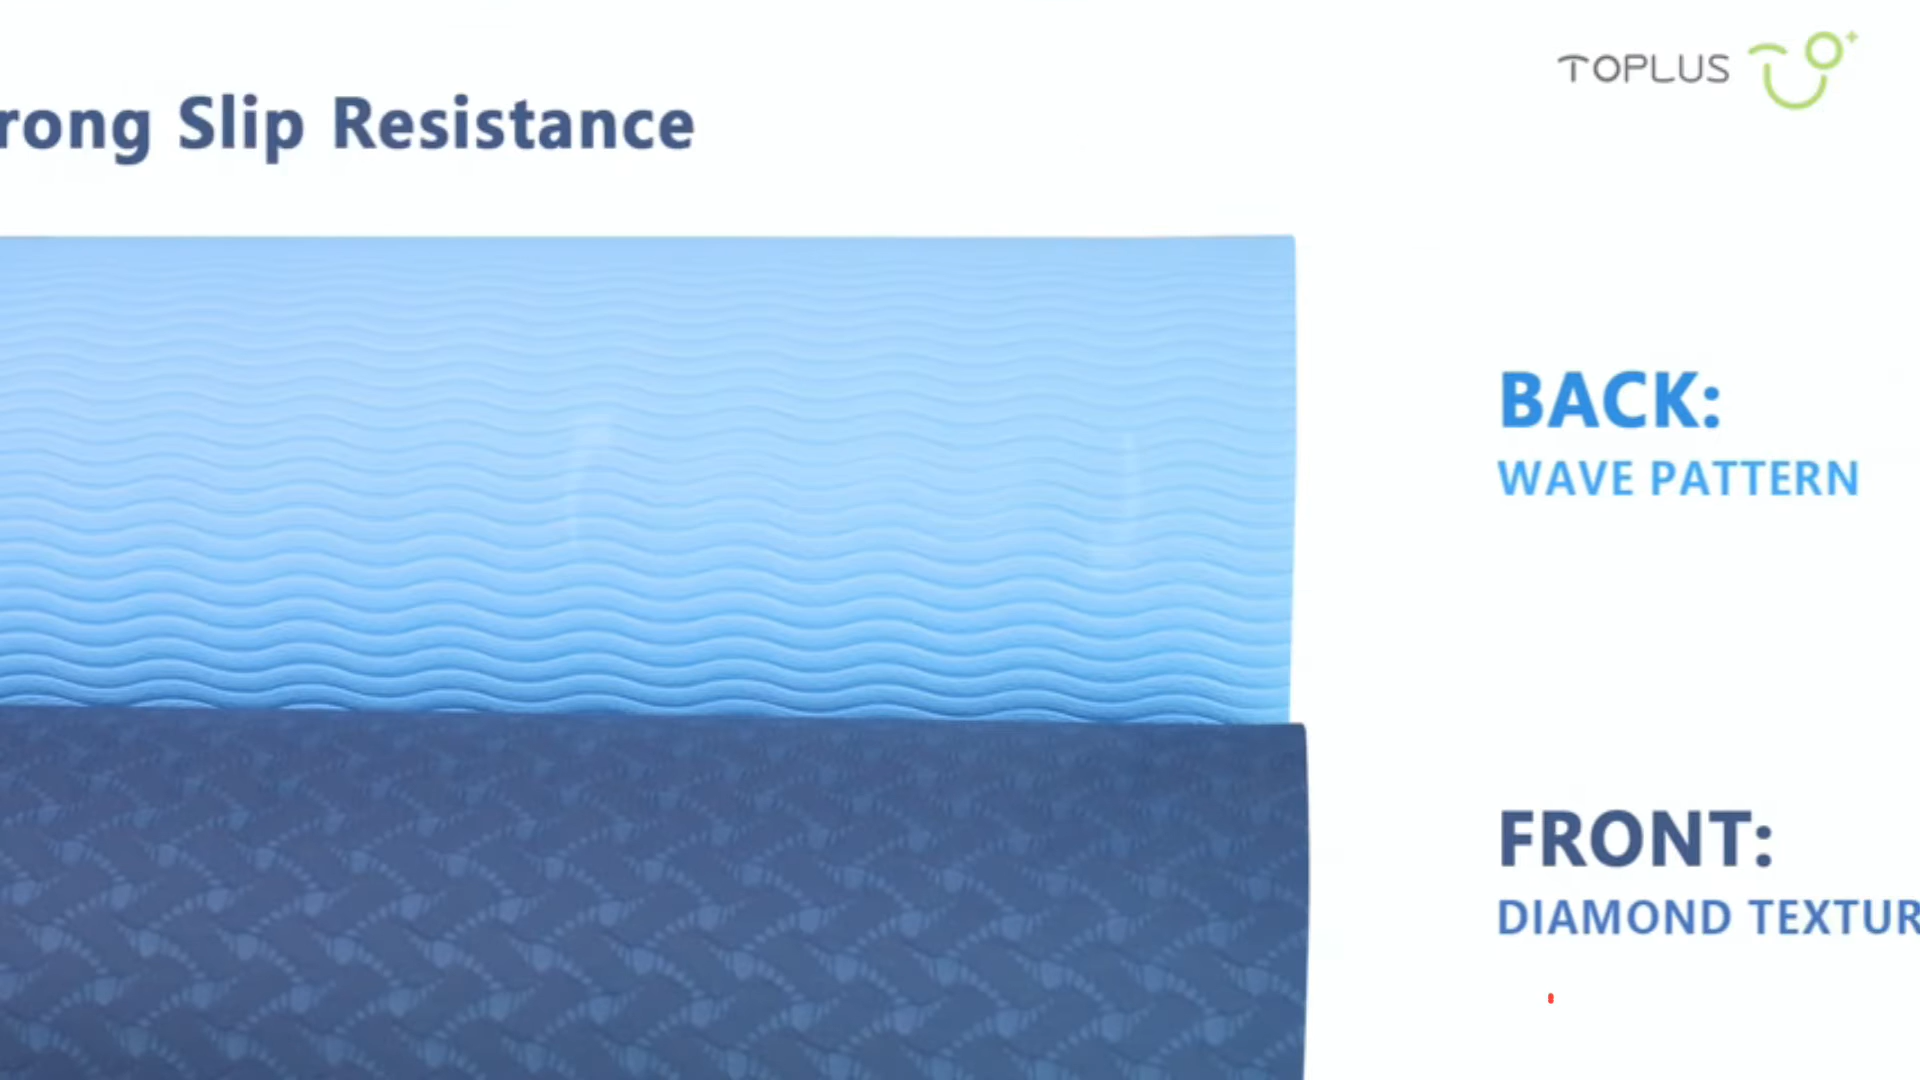 TOPLUS
rong Slip Resistance
BACK:
WAVE PATTERN
FRONT:
DIAMOND TEXTUR